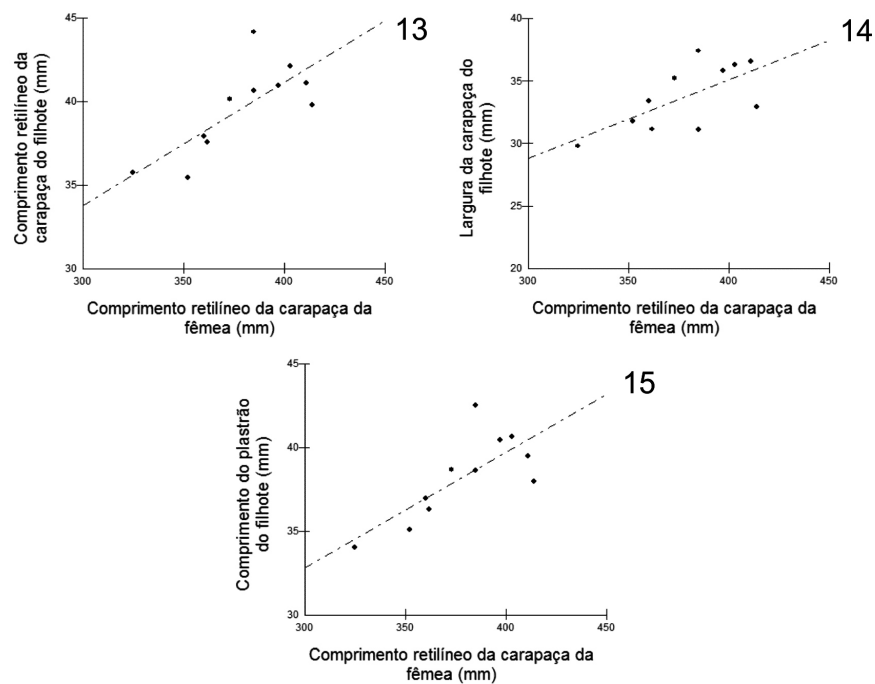 13
45
40
35
30
Comprimento retilíneo da
carapaça do filhote (mm)
300
350
400
450
Comprimento retilíneo da carapaça da
fêmea (mm)
14
40
35
30
25
20
Largura da carapaça do
filhote (mm)
300
350
400
450
Comprimento retilíneo da carapaça da
fêmea (mm)
15
45
40
35
30
Comprimento do plastrão
do filhote (mm)
300
350
400
450
Comprimento retilíneo da carapaça da
fêmea (mm)